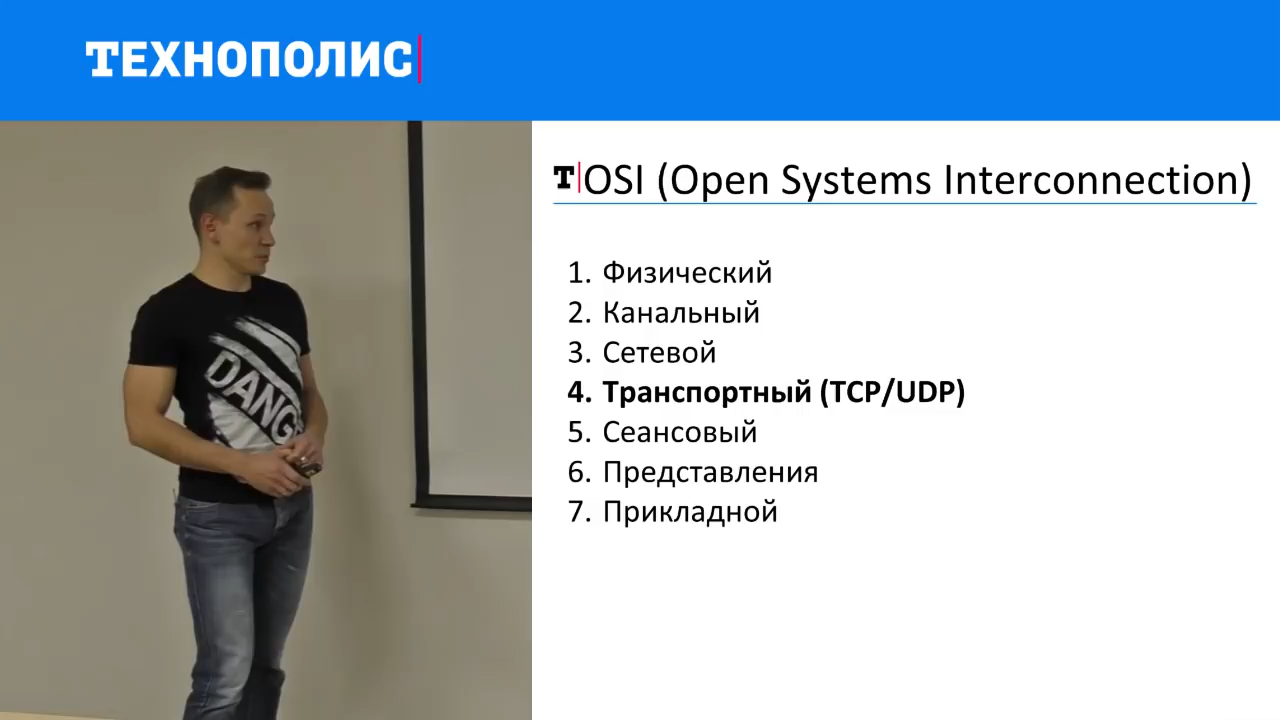 ТЕХНОПОЛИС
T|OSI (Open Systems Interconnection)
1. Физический
2. Канальный
3. Сетевой
4. Транспортный (TCP/UDP)
5. Сеансовый
6. Представления
7. Прикладной